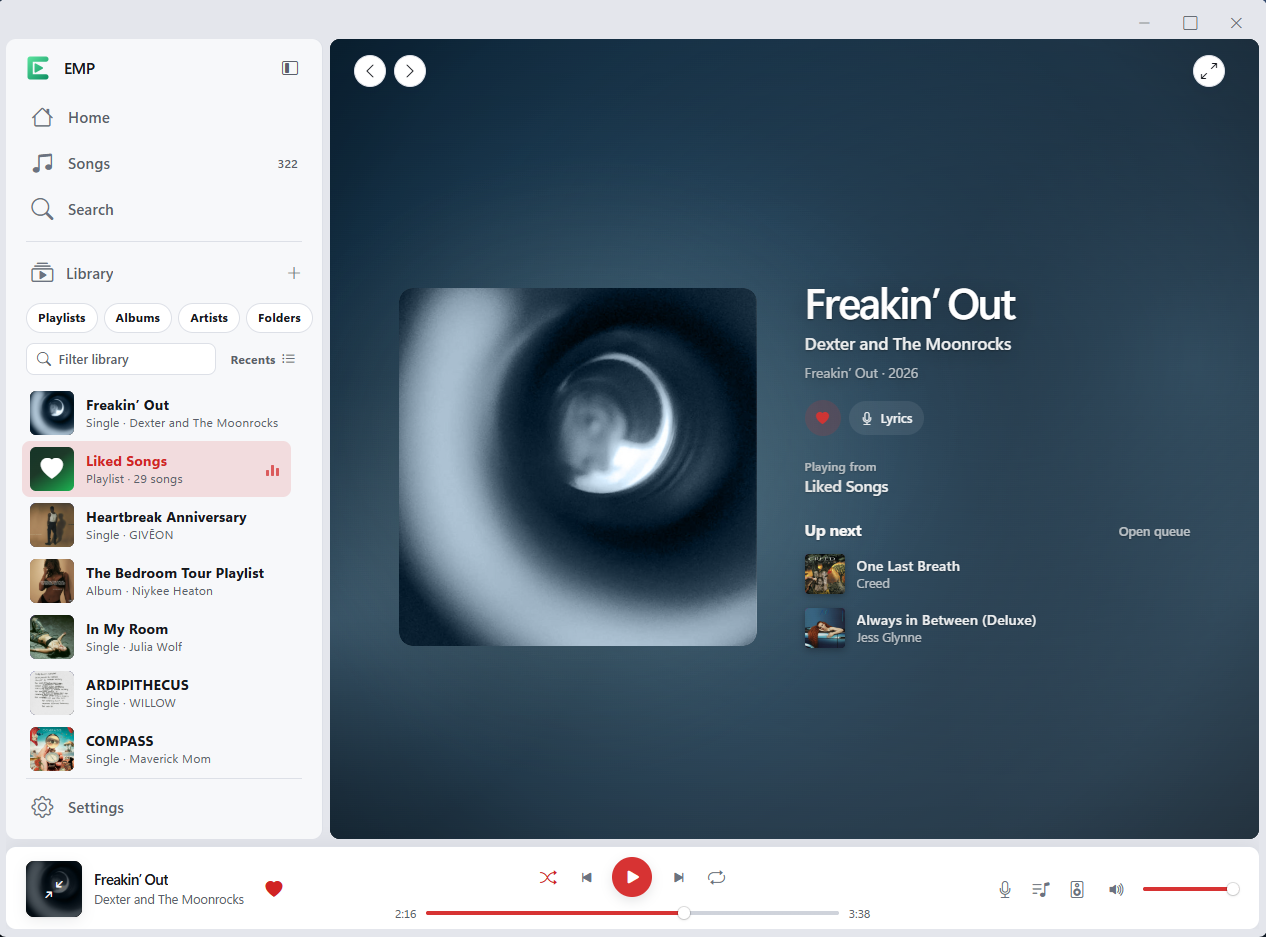 EMP
Home
Songs 322
Search
Library
Playlists Albums Artists Folders
Filter library Recents
Freakin’ Out
Single · Dexter and The Moonrocks
Liked Songs
Playlist · 29 songs
Heartbreak Anniversary
Single · GIVĒON
The Bedroom Tour Playlist
Album · Niykee Heaton
In My Room
Single · Julia Wolf
ARDIPITHECUS
Single · WILLOW
COMPASS
Single · Maverick Mom
Settings
Freakin’ Out
Dexter and The Moonrocks
Freakin’ Out · 2026
Lyrics
Playing from
Liked Songs
Up next Open queue
CREED
One Last Breath
Creed
Always in Between (Deluxe)
Jess Glynne
Freakin’ Out
Dexter and The Moonrocks
2:16 3:38